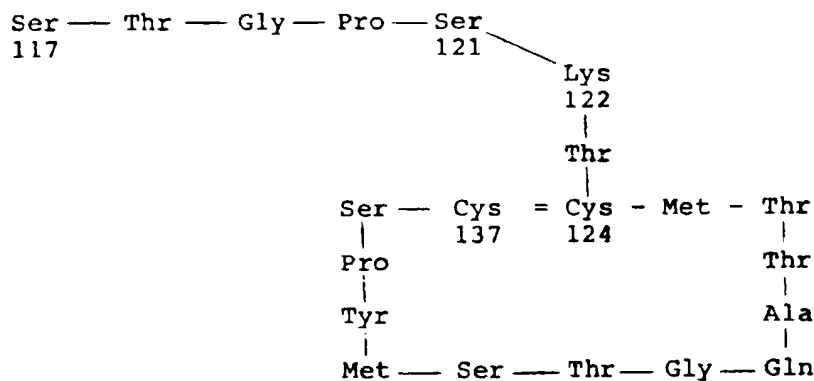 Ser — Thr — Gly — Pro — Ser
117 121
Lys
122
Thr
Ser — Cys = Cys - Met - Thr
137 124
Pro Thr
Tyr Ala
Met — Ser — Thr — Gly — Gln